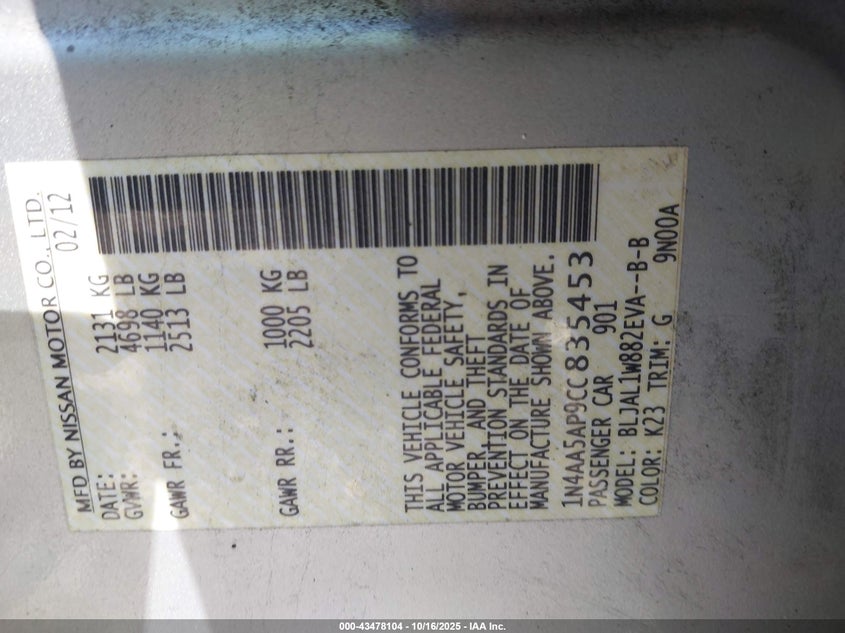 MFD BY NISSAN MOTOR CO., LTD.
DATE: 02/12
GVWR: 2131 KG
4698 LB
GAWR FR.: 1140 KG
2513 LB
GAWR RR.: 1000 KG
2205 LB
THIS VEHICLE CONFORMS TO
ALL APPLICABLE FEDERAL
MOTOR VEHICLE SAFETY,
BUMPER, AND THEFT
PREVENTION STANDARDS IN
EFFECT ON THE DATE OF
MANUFACTURE SHOWN ABOVE.
1N4AA5AP9CC835453
PASSENGER CAR 901
MODEL: BLJAL1W882EVA--B-B
COLOR: K23 TRIM: G 9N00A
000-43478104 - 10/16/2025 - IAA Inc.